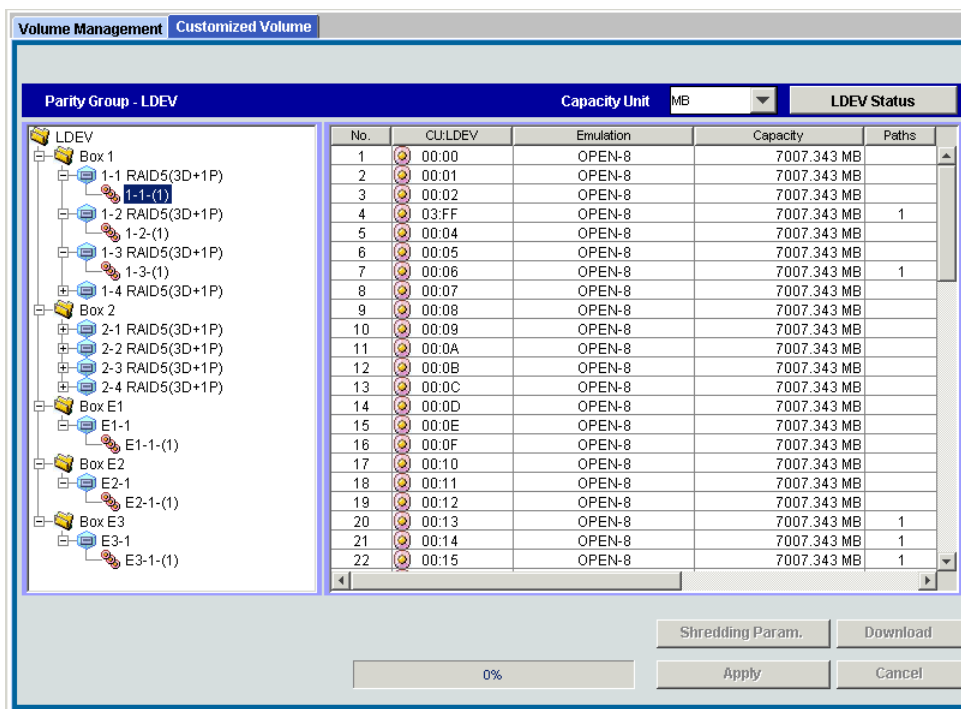 Volume Management Customized Volume
Parity Group - LDEV Capacity Unit MB LDEV Status
LDEV
Box 1
1-1 RAID5(3D+1P)
1-1-(1)
1-2 RAID5(3D+1P)
1-2-(1)
1-3 RAID5(3D+1P)
1-3-(1)
1-4 RAID5(3D+1P)
Box 2
2-1 RAID5(3D+1P)
2-2 RAID5(3D+1P)
2-3 RAID5(3D+1P)
2-4 RAID5(3D+1P)
Box E1
E1-1
E1-1-(1)
Box E2
E2-1
E2-1-(1)
Box E3
E3-1
E3-1-(1)
No. CU:LDEV Emulation Capacity Paths
1 00:00 OPEN-8 7007.343 MB
2 00:01 OPEN-8 7007.343 MB
3 00:02 OPEN-8 7007.343 MB
4 03:FF OPEN-8 7007.343 MB 1
5 00:04 OPEN-8 7007.343 MB
6 00:05 OPEN-8 7007.343 MB
7 00:06 OPEN-8 7007.343 MB 1
8 00:07 OPEN-8 7007.343 MB
9 00:08 OPEN-8 7007.343 MB
10 00:09 OPEN-8 7007.343 MB
11 00:0A OPEN-8 7007.343 MB
12 00:0B OPEN-8 7007.343 MB
13 00:0C OPEN-8 7007.343 MB
14 00:0D OPEN-8 7007.343 MB
15 00:0E OPEN-8 7007.343 MB
16 00:0F OPEN-8 7007.343 MB
17 00:10 OPEN-8 7007.343 MB
18 00:11 OPEN-8 7007.343 MB
19 00:12 OPEN-8 7007.343 MB
20 00:13 OPEN-8 7007.343 MB 1
21 00:14 OPEN-8 7007.343 MB 1
22 00:15 OPEN-8 7007.343 MB 1
Shredding Param. Download
0% Apply Cancel